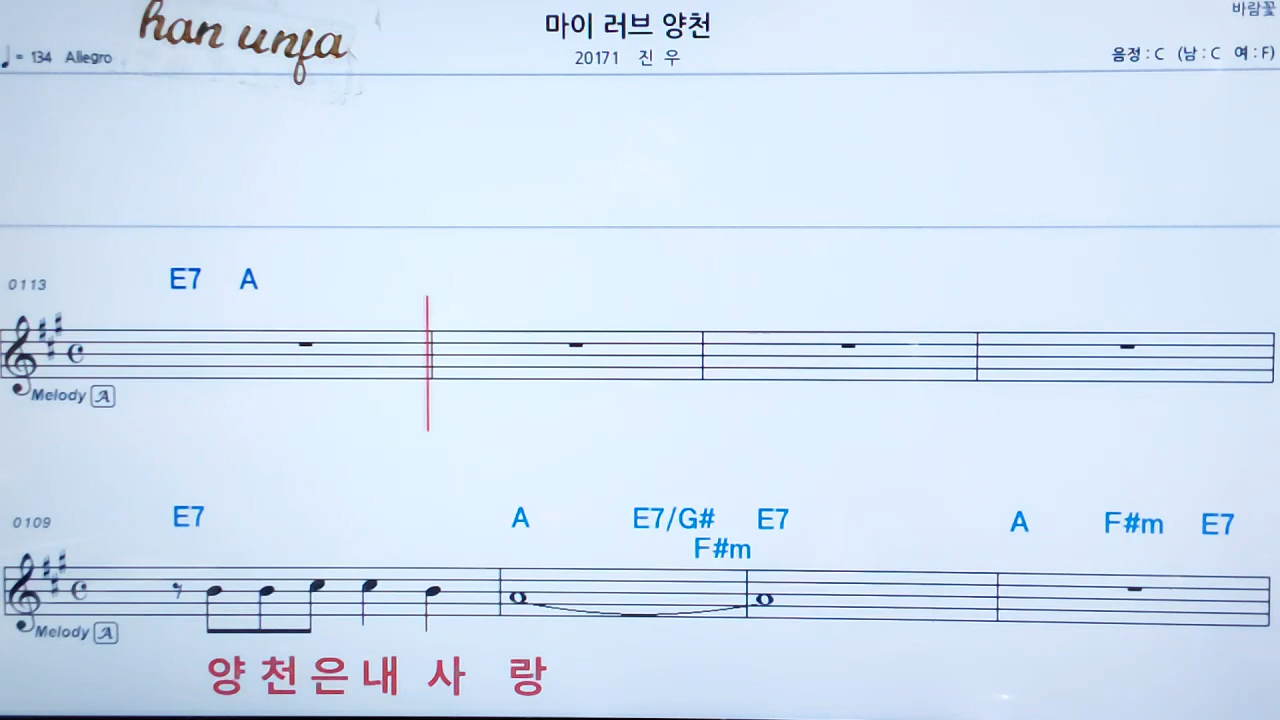 han unja
마이 러브 양천
바람꽃
♩= 134 Allegro
20171 진 우
음정 : C (남 : C 여 : F)
E7 A
0113
Melody A
E7 A E7/G# E7 A F#m E7
0109
F#m
Melody A
양 천 은 내 사 랑